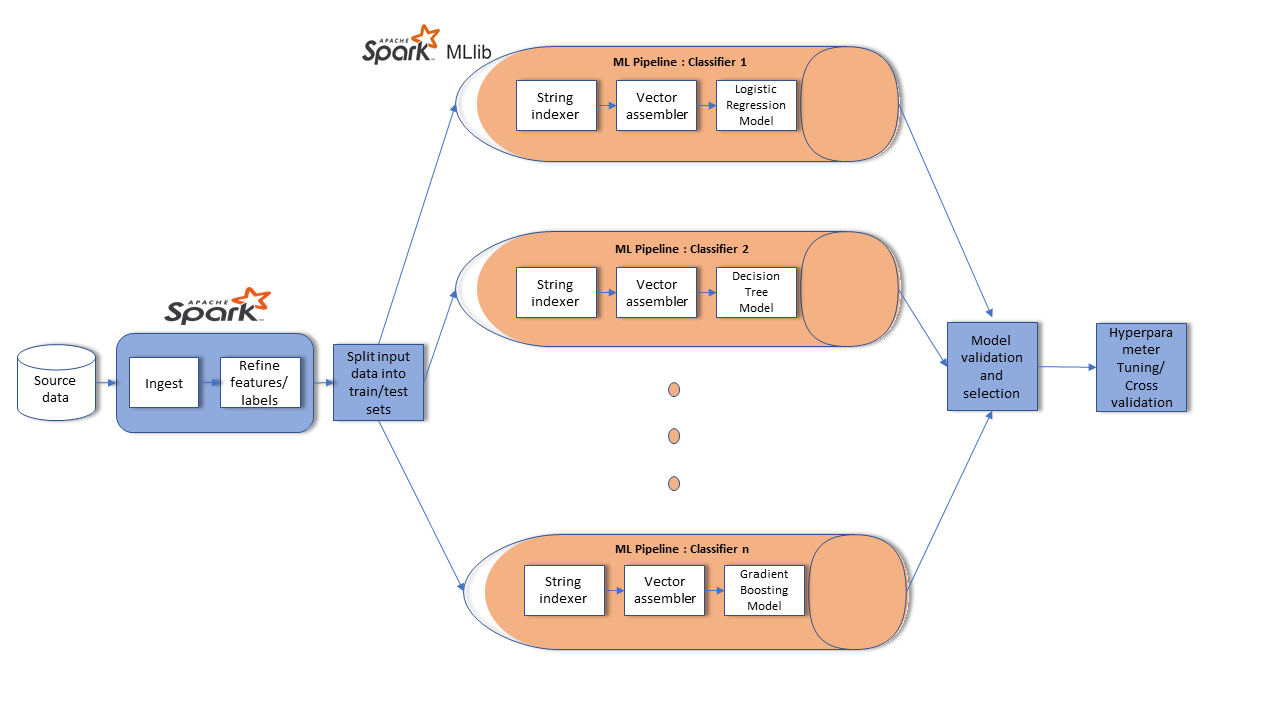 APACHE
Spark
MLlib
ML Pipeline : Classifier 1
String
indexer
Vector
assembler
Logistic
Regression
Model
ML Pipeline : Classifier 2
String
indexer
Vector
assembler
Decision
Tree
Model
APACHE
Spark
Source
data
Ingest
Refine
features/
labels
Split input
data into
train/test
sets
Model
validation
and
selection
Hyperpara
meter
Tuning/
Cross
validation
ML Pipeline : Classifier n
String
indexer
Vector
assembler
Gradient
Boosting
Model